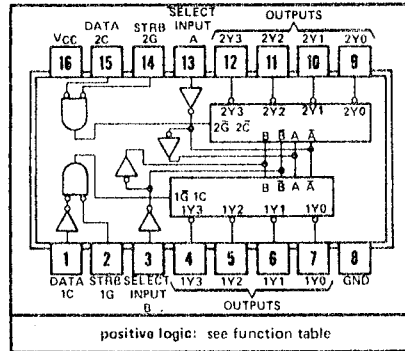 SELECT
DATA STRB INPUT OUTPUTS
VCC 2C 2G A 2Y3 2Y2 2Y1 2Y0
16 15 14 13 12 11 10 9
2Y3 2Y2 2Y1 2Y0
2G̅ 2C̅
B B̅ A A̅
B B̅ A A̅
1G̅ 1C
1Y3 1Y2 1Y1 1Y0
1 2 3 4 5 6 7 8
DATA STRB SELECT 1Y3 1Y2 1Y1 1Y0 GND
1C 1G INPUT OUTPUTS
B
positive logic: see function table